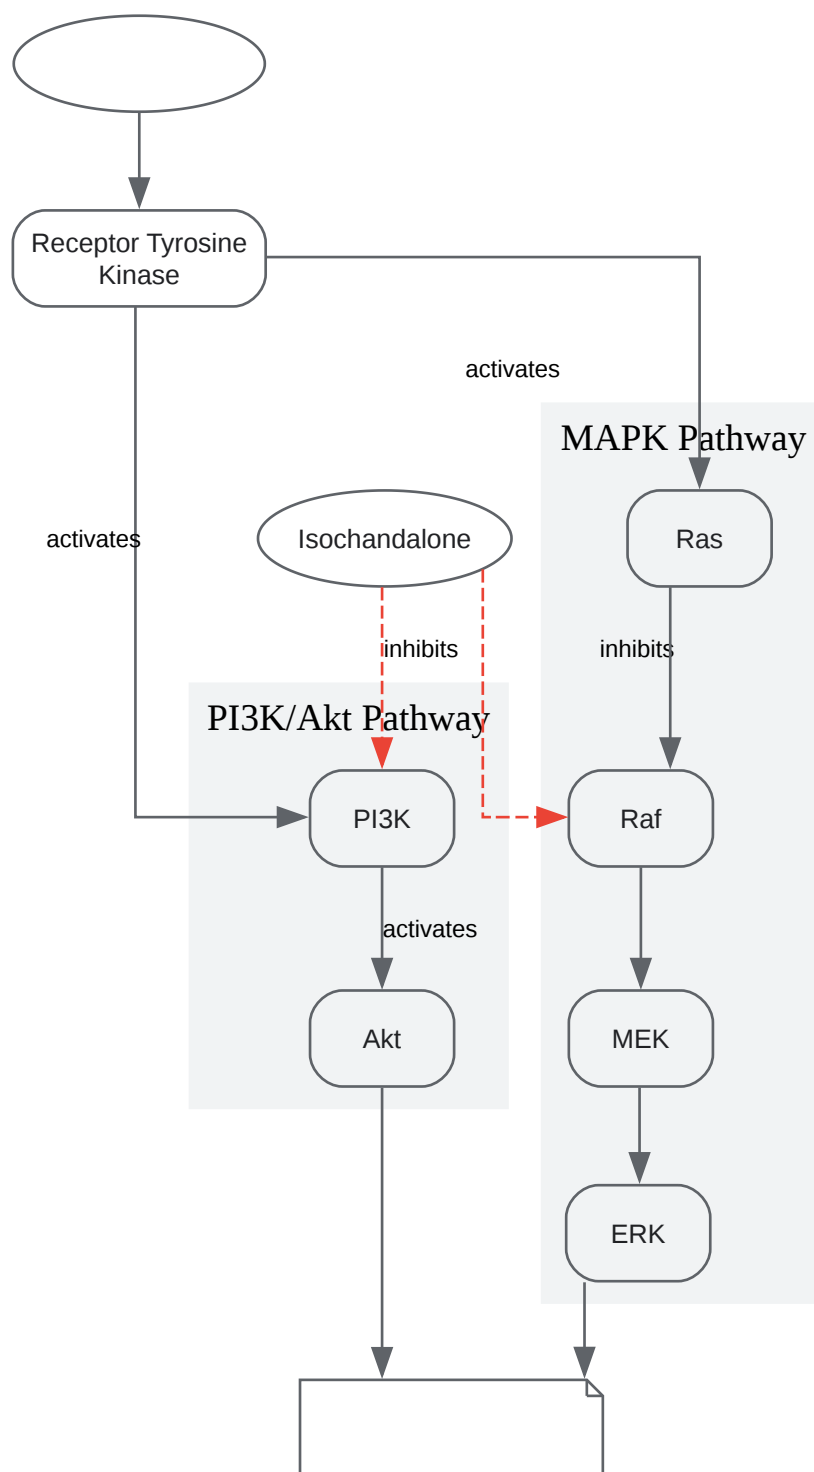 Receptor Tyrosine
Kinase
activates
MAPK Pathway
activates
Isochandalone
Ras
inhibits
inhibits
PI3K/Akt Pathway
PI3K
Raf
activates
Akt
MEK
ERK